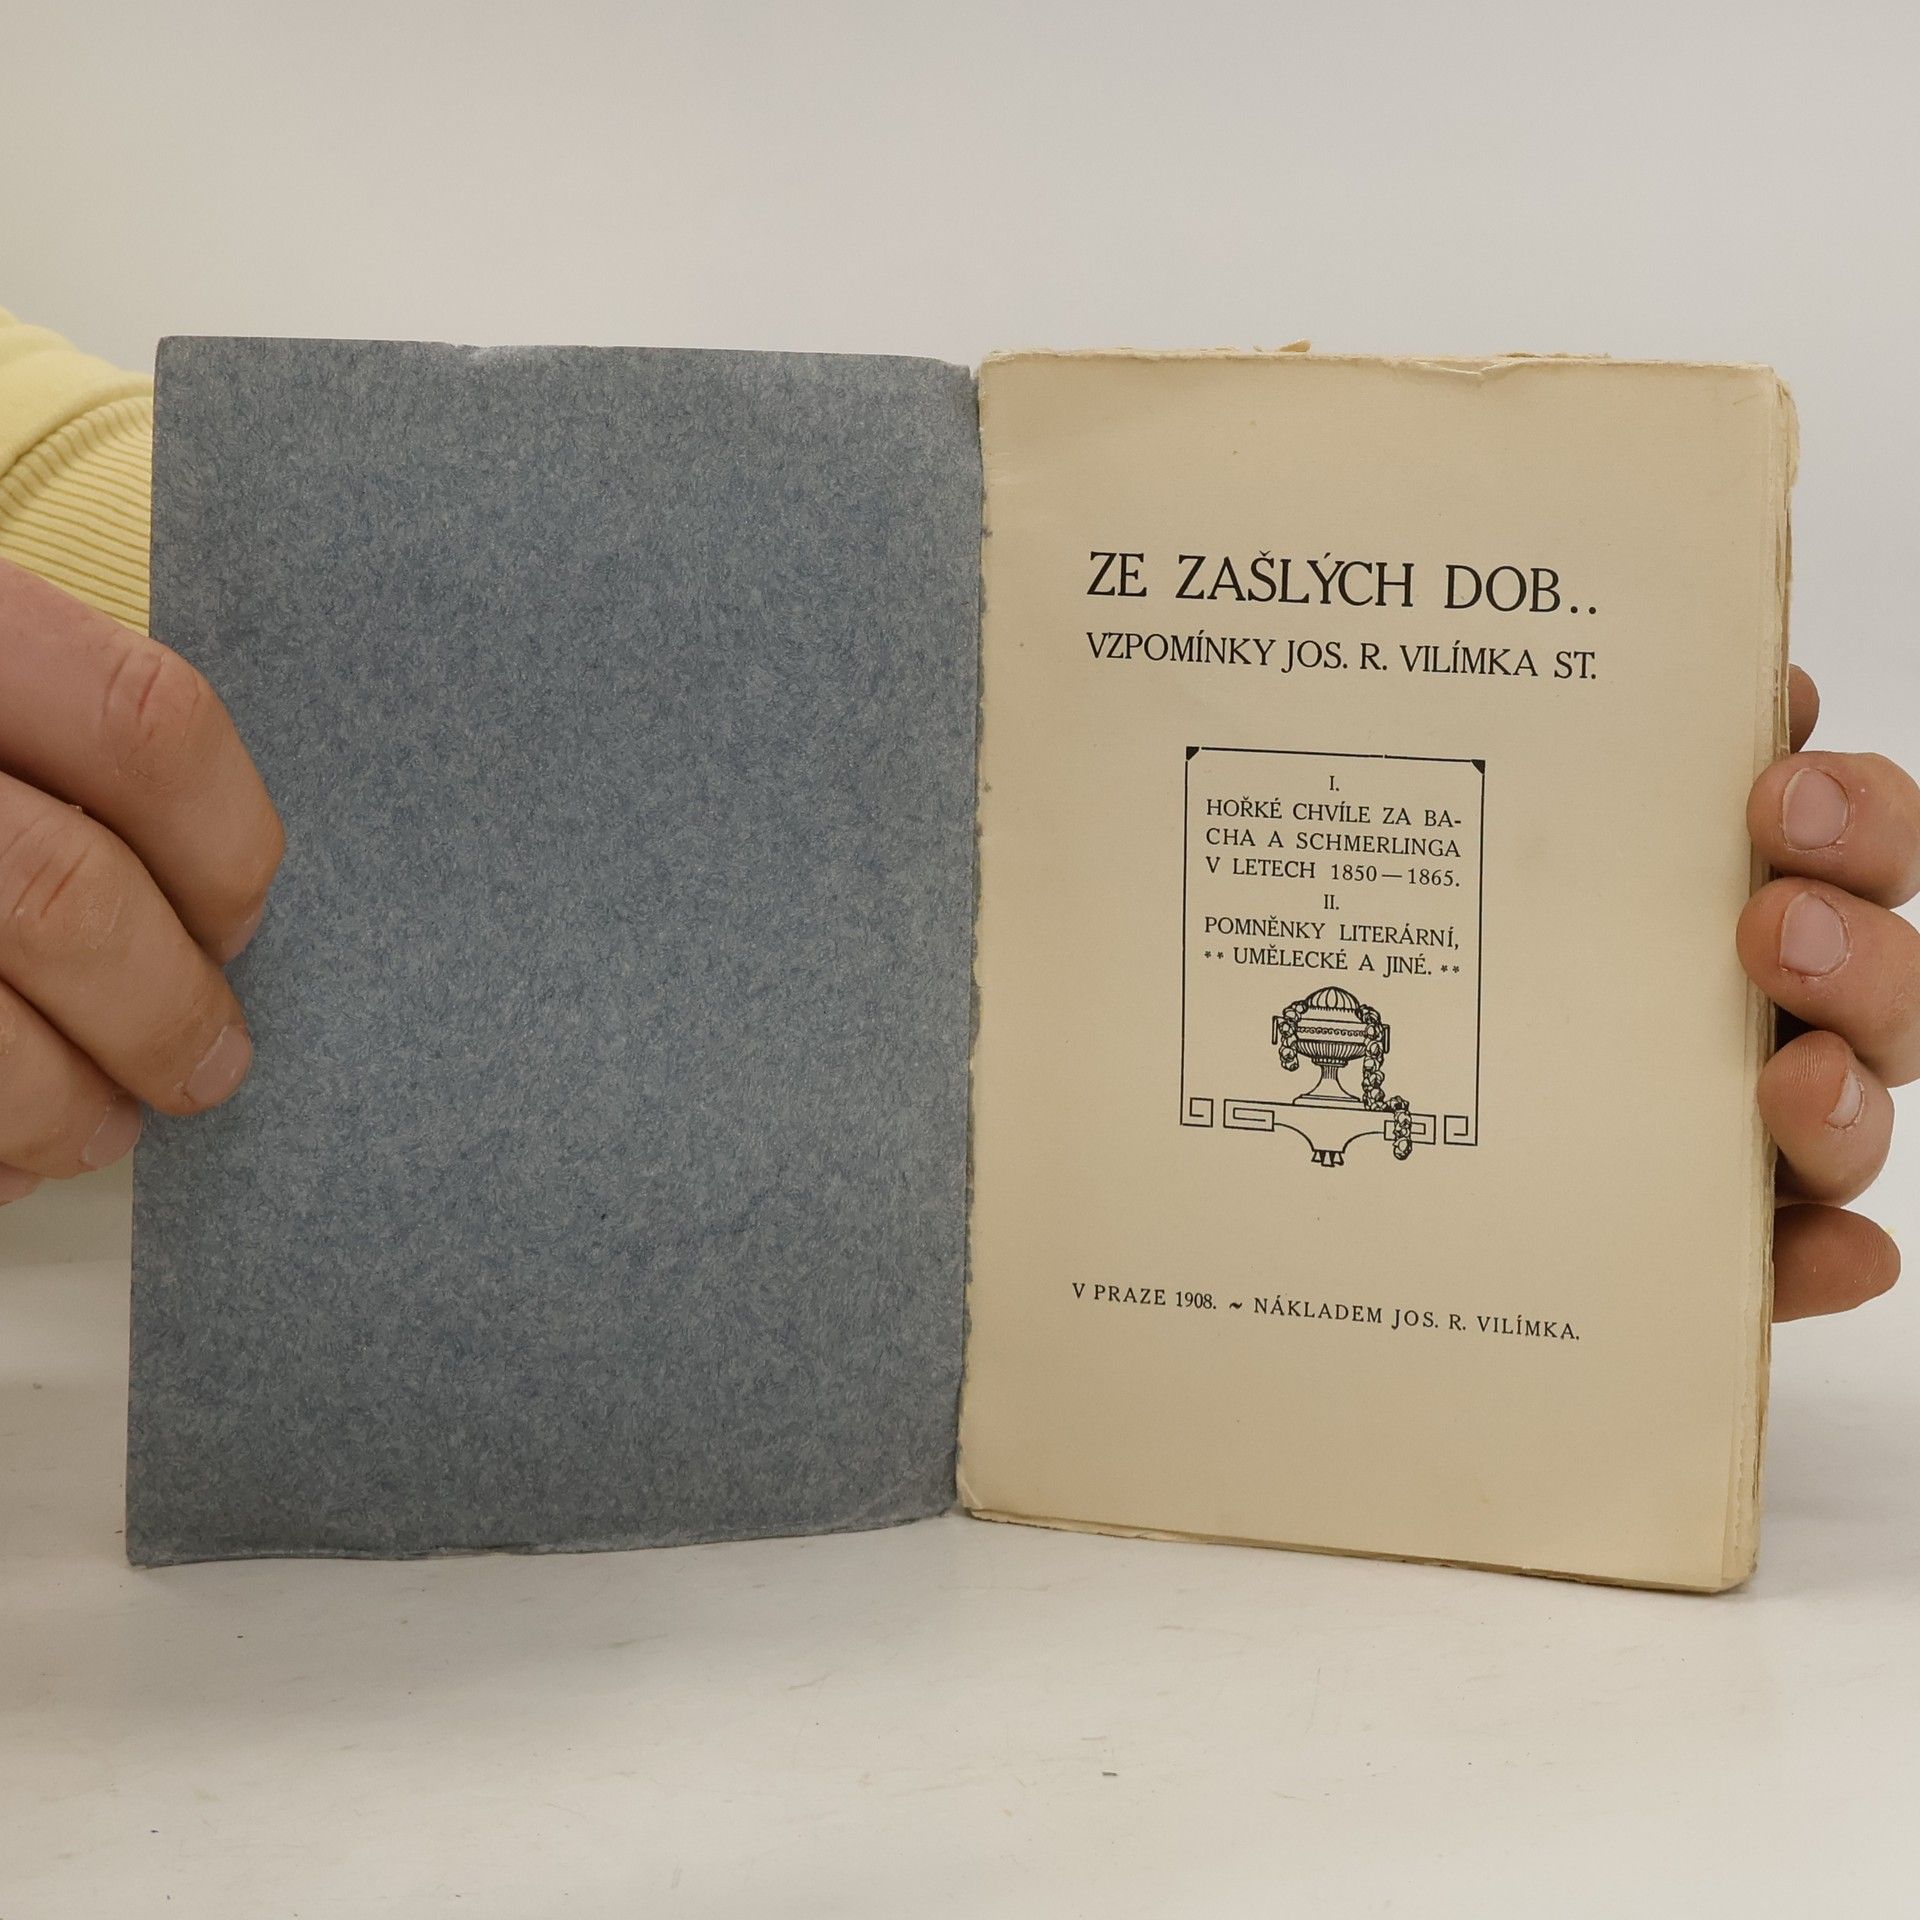 ZE ZAŠLÝCH DOB..
VZPOMÍNKY JOS. R. VILÍMKA ST.
I.
HOŘKÉ CHVÍLE ZA BA-
CHA A SCHMERLINGA
V LETECH 1850—1865.
II.
POMNĚNKY LITERÁRNÍ,
** UMĚLECKÉ A JINÉ. **
V PRAZE 1908. ~ NÁKLADEM JOS. R. VILÍMKA.